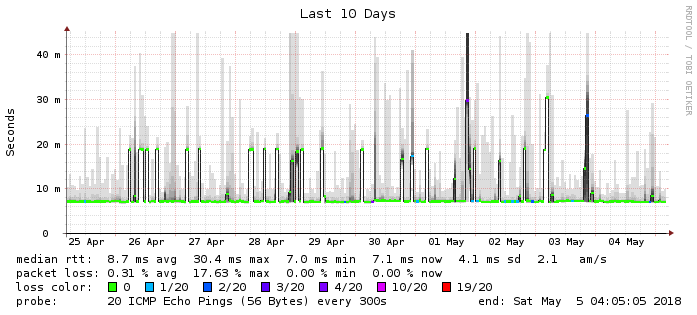 Last 10 Days
RRDTOOL / TOBI OETIKER
Seconds
40 m
30 m
20 m
10 m
0
25 Apr 26 Apr 27 Apr 28 Apr 29 Apr 30 Apr 01 May 02 May 03 May 04 May
median rtt: 8.7 ms avg 30.4 ms max 7.0 ms min 7.1 ms now 4.1 ms sd 2.1 am/s
packet loss: 0.31 % avg 17.63 % max 0.00 % min 0.00 % now
loss color: 0 1/20 2/20 3/20 4/20 10/20 19/20
probe: 20 ICMP Echo Pings (56 Bytes) every 300s end: Sat May 5 04:05:05 2018